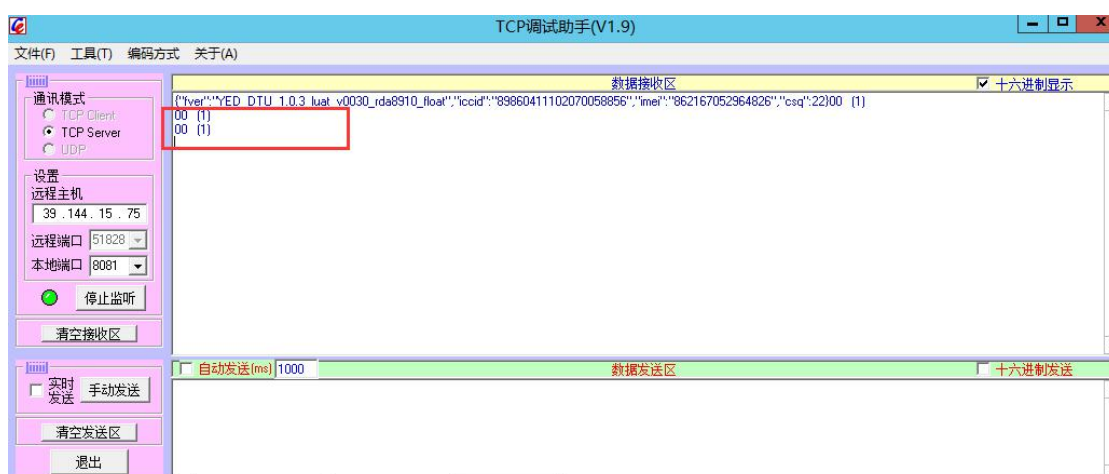 TCP调试助手(V1.9)
文件(F) 工具(T) 编码方式 关于(A)
通讯模式
TCP Client
TCP Server
UDP
设置
远程主机
39 .144 . 15 . 75
远程端口 51828
本地端口 8081
停止监听
清空接收区
数据接收区 十六进制显示
{"fver":"YED_DTU_1.0.3_luat_v0030_rda8910_float","iccid":"89860411102070058856","imei":"862167052964826","csq":22}00 (1)
00 (1)
00 (1)
自动发送(ms) 1000 数据发送区 十六进制发送
实时发送 手动发送
清空发送区
退出